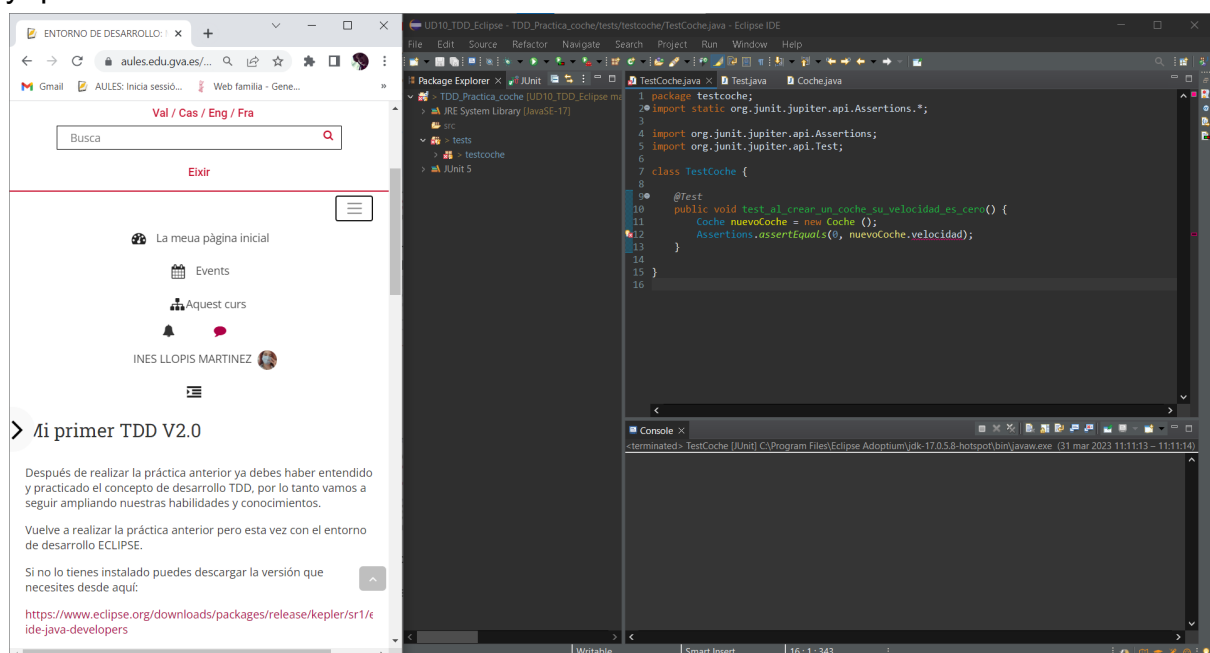 ENTORNO DE DESARROLLO:
aules.edu.gva.es/...
Gmail
AULES: Inicia sessió...
Web familia - Gene...
»
Val / Cas / Eng / Fra
Busca
Eixir
La meua pàgina inicial
Events
Aquest curs
INES LLOPIS MARTINEZ
Mi primer TDD V2.0
Después de realizar la práctica anterior ya debes haber entendido
y practicado el concepto de desarrollo TDD, por lo tanto vamos a
seguir ampliando nuestras habilidades y conocimientos.
Vuelve a realizar la práctica anterior pero esta vez con el entorno
de desarrollo ECLIPSE.
Si no lo tienes instalado puedes descargar la versión que
necesites desde aquí:
https://www.eclipse.org/downloads/packages/release/kepler/sr1/e
ide-java-developers
UD10_TDD_Eclipse - TDD_Practica_coche/tests/testcoche/TestCoche.java - Eclipse IDE
File Edit Source Refactor Navigate Search Project Run Window Help
Package Explorer
JUnit
> TDD_Practica_coche [UD10_TDD_Eclipse ma
JRE System Library [JavaSE-17]
src
> tests
> testcoche
JUnit 5
TestCoche.java
Test.java
Coche.java
1 package testcoche;
2 import static org.junit.jupiter.api.Assertions.*;
3
4 import org.junit.jupiter.api.Assertions;
5 import org.junit.jupiter.api.Test;
6
7 class TestCoche {
8
9 @Test
10 public void test_al_crear_un_coche_su_velocidad_es_cero() {
11 Coche nuevoCoche = new Coche ();
12 Assertions.assertEquals(0, nuevoCoche.velocidad);
13 }
14
15 }
16
Console
<terminated> TestCoche [JUnit] C:\Program Files\Eclipse Adoptium\jdk-17.0.5.8-hotspot\bin\javaw.exe (31 mar 2023 11:11:13 – 11:11:14)
Writable
Smart Insert
16 : 1 : 343